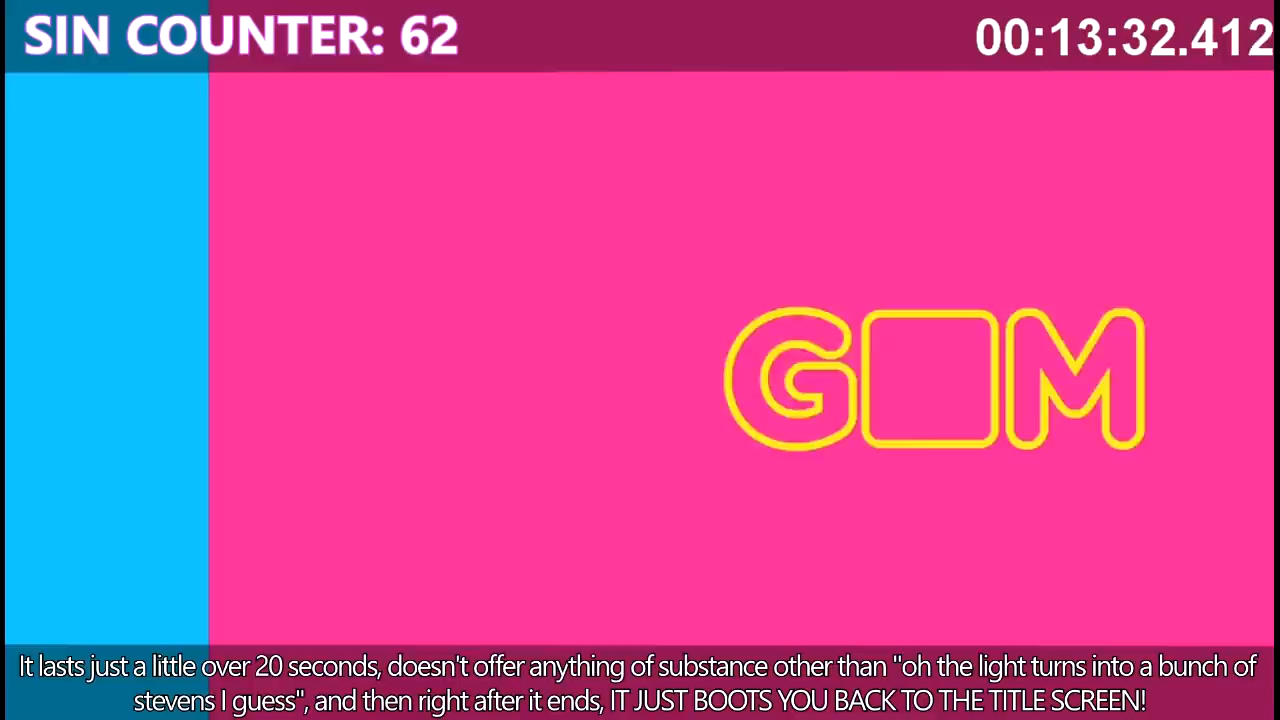 SIN COUNTER: 62
00:13:32.412
G□M
It lasts just a little over 20 seconds, doesn't offer anything of substance other than "oh the light turns into a bunch of
stevens I guess", and then right after it ends, IT JUST BOOTS YOU BACK TO THE TITLE SCREEN!